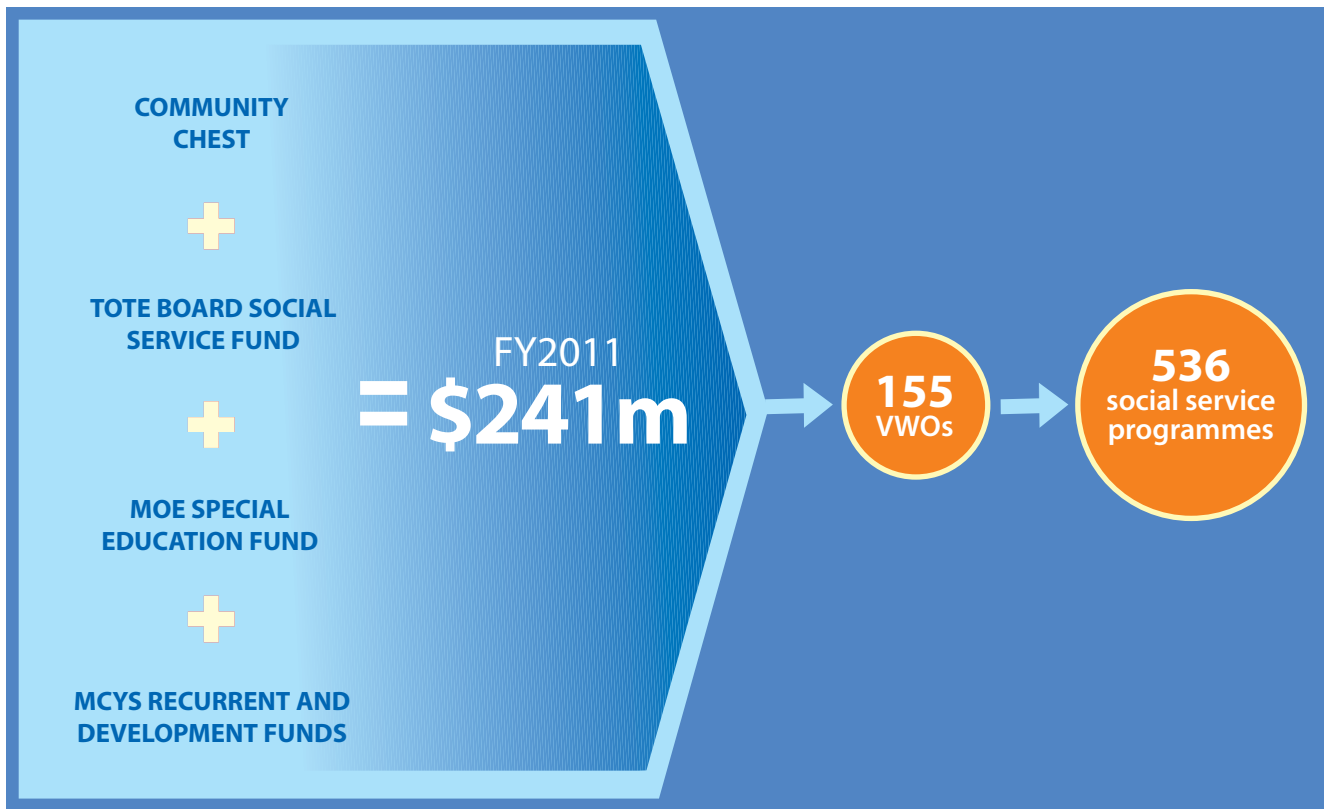 COMMUNITY
CHEST
+
TOTE BOARD SOCIAL
SERVICE FUND
+
MOE SPECIAL
EDUCATION FUND
+
MCYS RECURRENT AND
DEVELOPMENT FUNDS
FY2011
= $241m
155
VWOs
536
social service
programmes